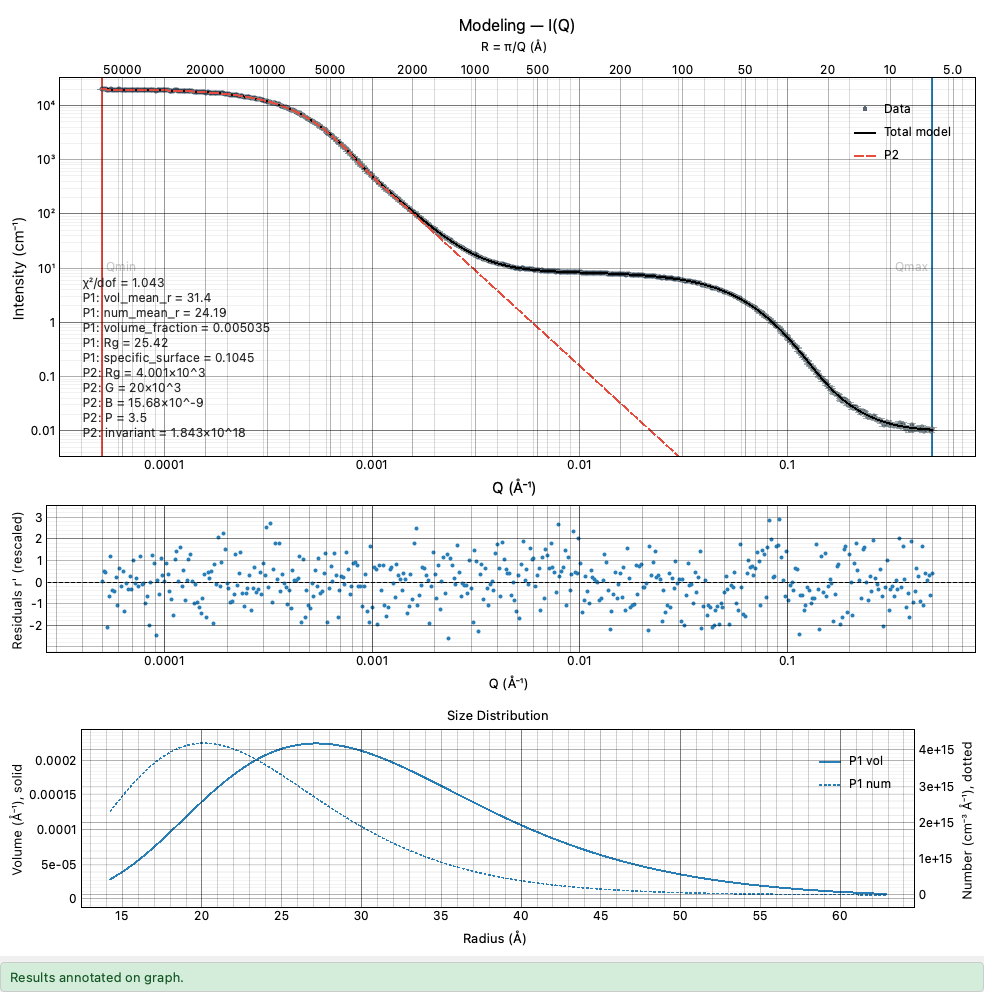 Modeling — I(Q)
R = π/Q (Å)
50000 20000 10000 5000 2000 1000 500 200 100 50 20 10 5.0
Intensity (cm⁻¹)
10⁴
10³
10²
10¹
1
0.1
0.01
Data
Total model
P2
Qmin
Qmax
χ²/dof = 1.043
P1: vol_mean_r = 31.4
P1: num_mean_r = 24.19
P1: volume_fraction = 0.005035
P1: Rg = 25.42
P1: specific_surface = 0.1045
P2: Rg = 4.001×10^3
P2: G = 20×10^3
P2: B = 15.68×10^-9
P2: P = 3.5
P2: invariant = 1.843×10^18
0.0001 0.001 0.01 0.1
Q (Å⁻¹)
Residuals r' (rescaled)
3
2
1
0
-1
-2
0.0001 0.001 0.01 0.1
Q (Å⁻¹)
Size Distribution
Volume (Å⁻¹), solid
0.0002
0.00015
0.0001
5e-05
0
P1 vol
P1 num
4e+15
3e+15
2e+15
1e+15
0
Number (cm⁻³ Å⁻¹), dotted
15 20 25 30 35 40 45 50 55 60
Radius (Å)
Results annotated on graph.